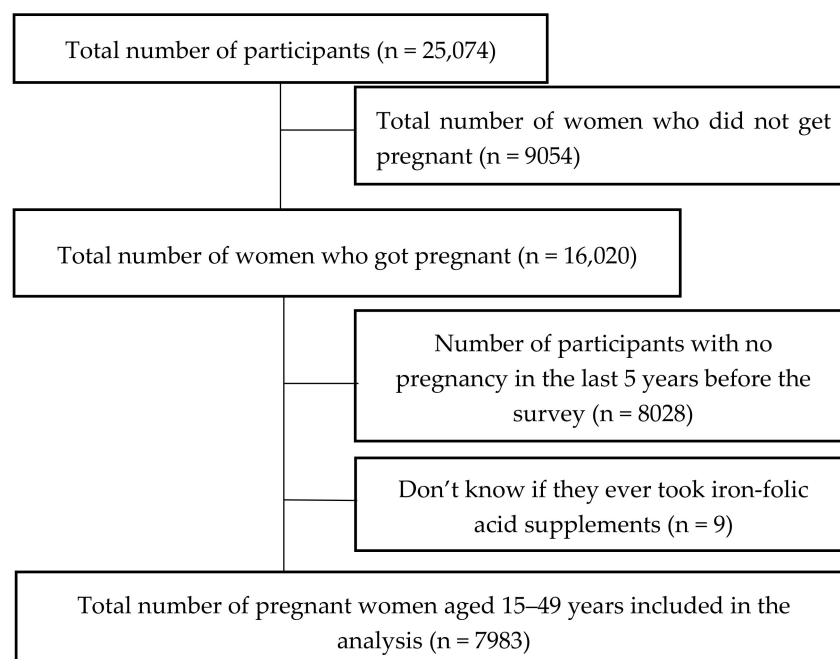 Total number of participants (n = 25,074)
Total number of women who did not get
pregnant (n = 9054)
Total number of women who got pregnant (n = 16,020)
Number of participants with no
pregnancy in the last 5 years before the
survey (n = 8028)
Don’t know if they ever took iron-folic
acid supplements (n = 9)
Total number of pregnant women aged 15–49 years included in the
analysis (n = 7983)